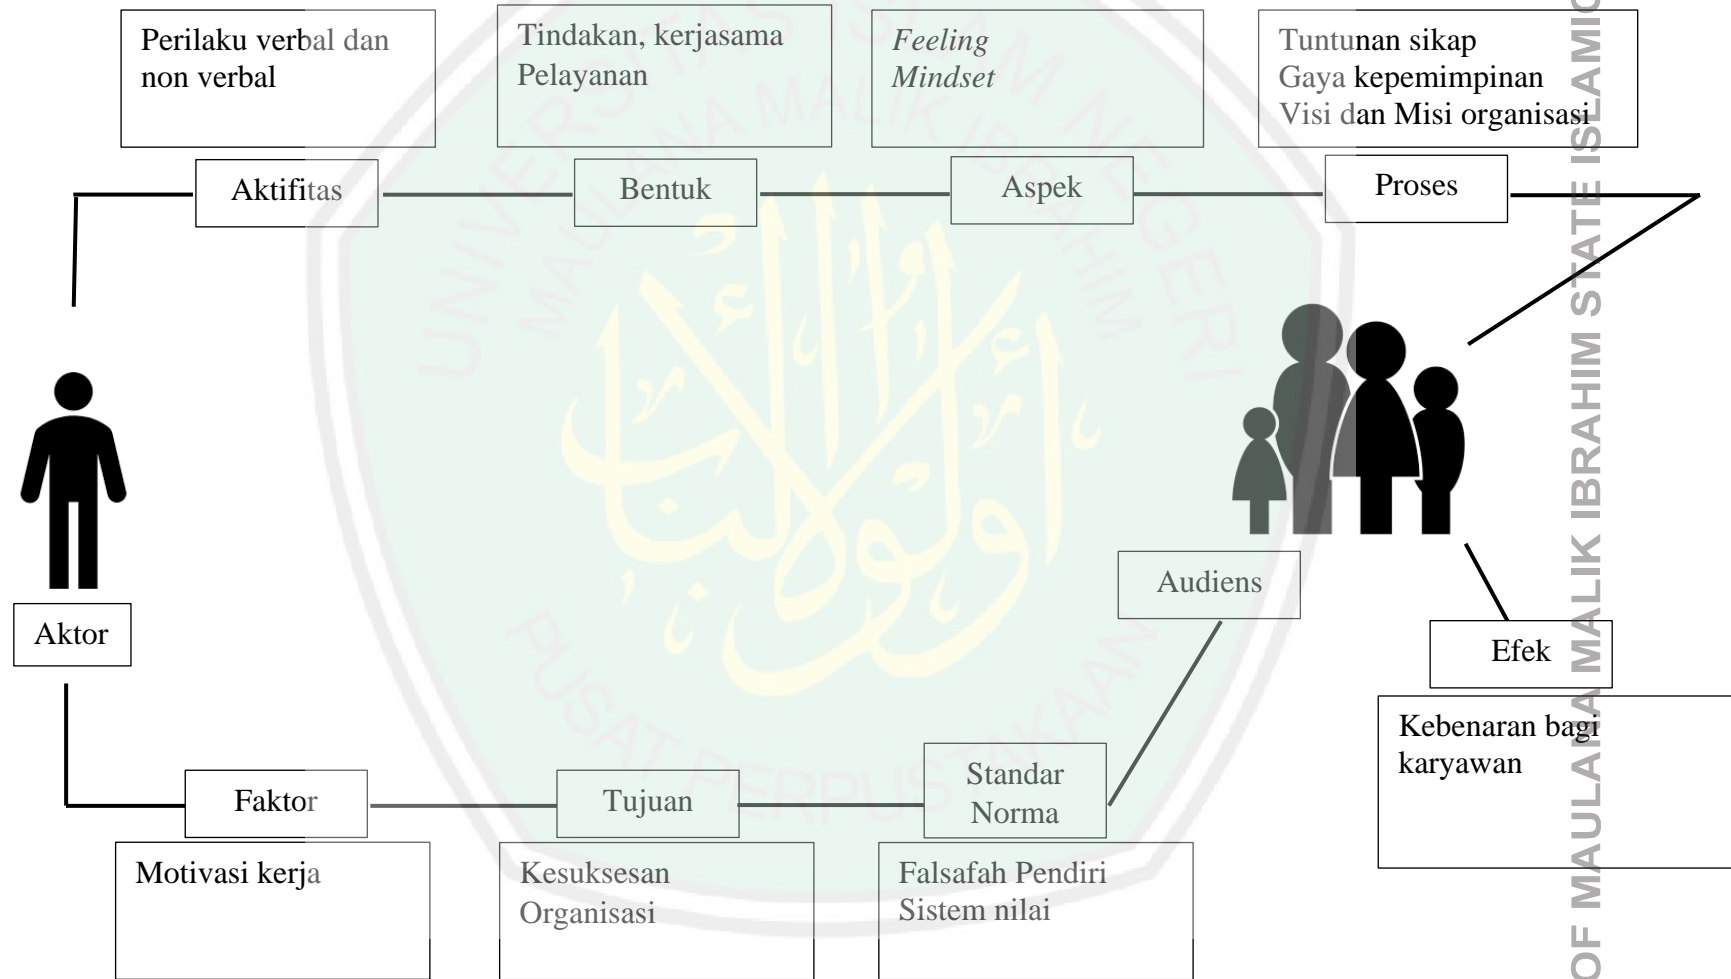 Perilaku verbal dan
non verbal
Tindakan, kerjasama
Pelayanan
Feeling
Mindset
Tuntunan sikap
Gaya kepemimpinan
Visi dan Misi organisasi
Aktifitas
Bentuk
Aspek
Proses
Aktor
Audiens
Efek
Kebenaran bagi
karyawan
Faktor
Tujuan
Standar
Norma
Motivasi kerja
Kesuksesan
Organisasi
Falsafah Pendiri
Sistem nilai
UNIVERSITAS ISLAM NEGERI
MAULANA MALIK IBRAHIM
PUSAT PERPUSTAKAAN
OF MAULANA MALIK IBRAHIM STATE ISLAMIC